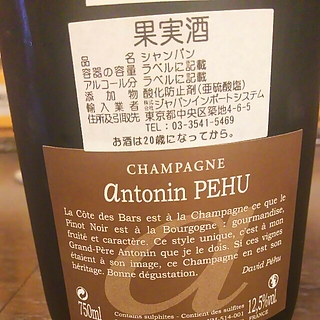 果実酒
品名 シャンパン
容器の容量 ラベルに記載
アルコール分 ラベルに記載
添加物 酸化防止剤(亜硫酸塩)
輸入業者 株式会社ジャパンインポートシステム
住所及引取先 東京都中央区築地4-6-5
TEL: 03-3541-5469
お酒は20歳になってから。
CHAMPAGNE
antonin PEHU
La Côte des Bars est à la Champagne ce que le
Pinot Noir est à la Bourgogne : gourmandise,
fruité et caractère. Ce style unique, c'est à mon
Grand-Père Antonin que je le dois. Si ces vignes
étaient à son image, ce Champagne en est son
héritage. Bonne dégustation.
David Péhu
a
750ml
Contains sulphites - Contient des sulfites
12,5%vol
514-001
FRANCE